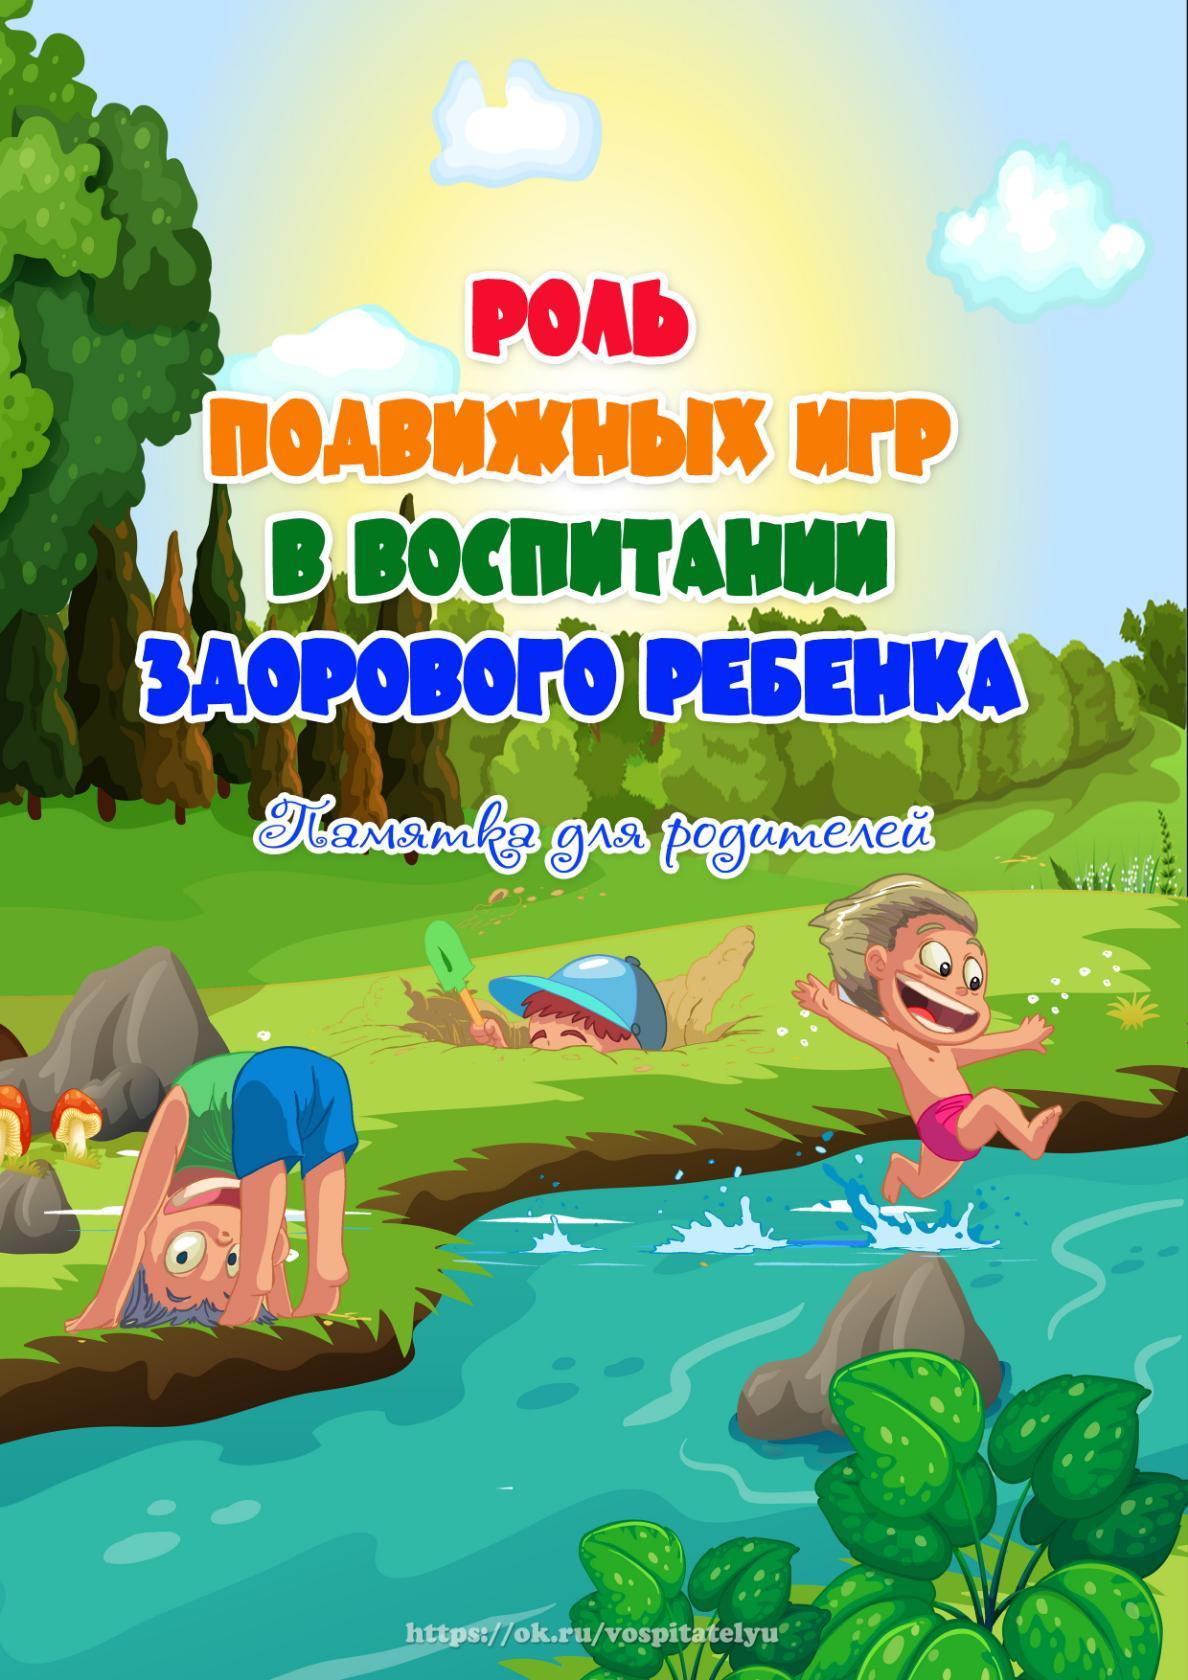 РОЛЬ
ПОДВИЖНЫХ ИГР
В ВОСПИТАНИИ
ЗДОРОВОГО РЕБЕНКА
Памятка для родителей
https://ok.ru/vospitatelyu